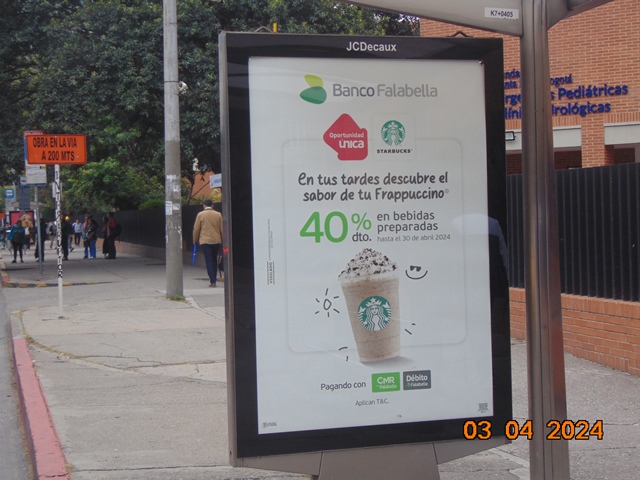 K7+0405
JCDecaux
Banco Falabella
Oportunidad
única
STARBUCKS®
En tus tardes descubre el
sabor de tu Frappuccino®
40% dto.
en bebidas
preparadas
hasta el 30 de abril 2024
Pagando con CMR Débito
Aplican T&C.
OBRA EN LA VIA
A 200 MTS
Pediátricas
03 04 2024